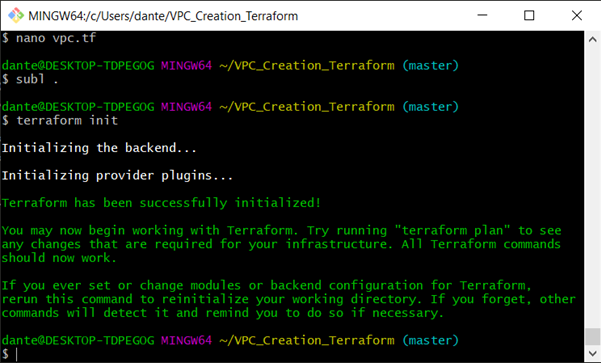 MINGW64:/c/Users/dante/VPC_Creation_Terraform
$ nano vpc.tf
dante@DESKTOP-TDPEGOG MINGW64 ~/VPC_Creation_Terraform (master)
$ subl .
dante@DESKTOP-TDPEGOG MINGW64 ~/VPC_Creation_Terraform (master)
$ terraform init
Initializing the backend...
Initializing provider plugins...
Terraform has been successfully initialized!
You may now begin working with Terraform. Try running "terraform plan" to see
any changes that are required for your infrastructure. All Terraform commands
should now work.
If you ever set or change modules or backend configuration for Terraform,
rerun this command to reinitialize your working directory. If you forget, other
commands will detect it and remind you to do so if necessary.
dante@DESKTOP-TDPEGOG MINGW64 ~/VPC_Creation_Terraform (master)
$